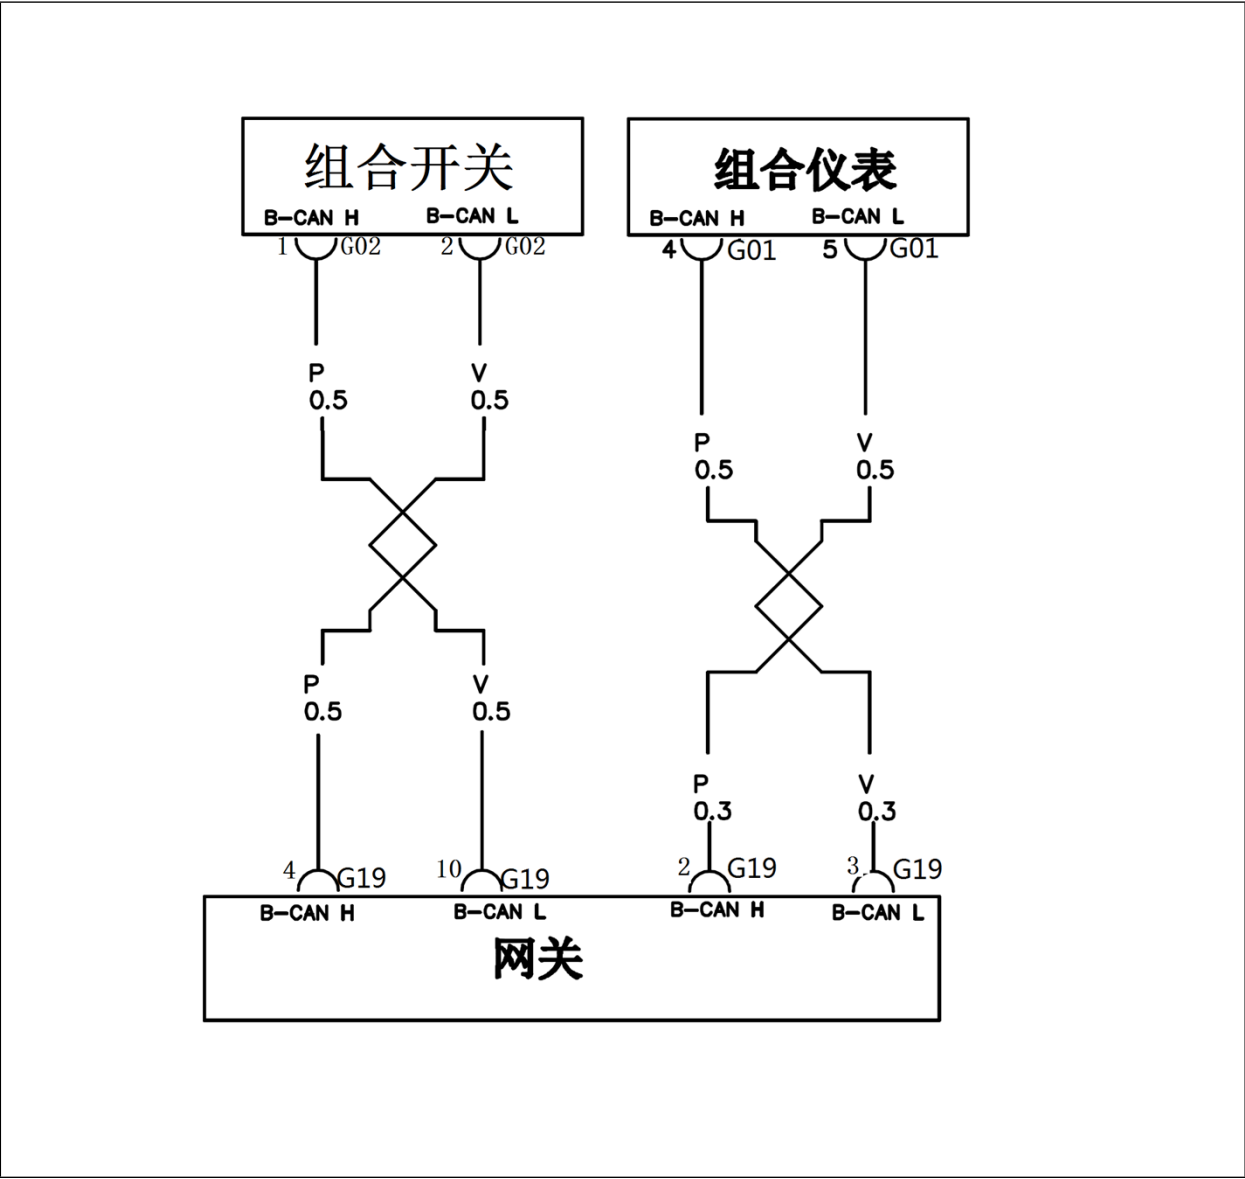 组合开关
B-CAN H
B-CAN L
1
G02
2
G02
组合仪表
B-CAN H
B-CAN L
4
G01
5
G01
P
0.5
V
0.5
P
0.5
V
0.5
P
0.5
V
0.5
P
0.3
V
0.3
4
G19
10
G19
2
G19
3
G19
B-CAN H
B-CAN L
B-CAN H
B-CAN L
网关